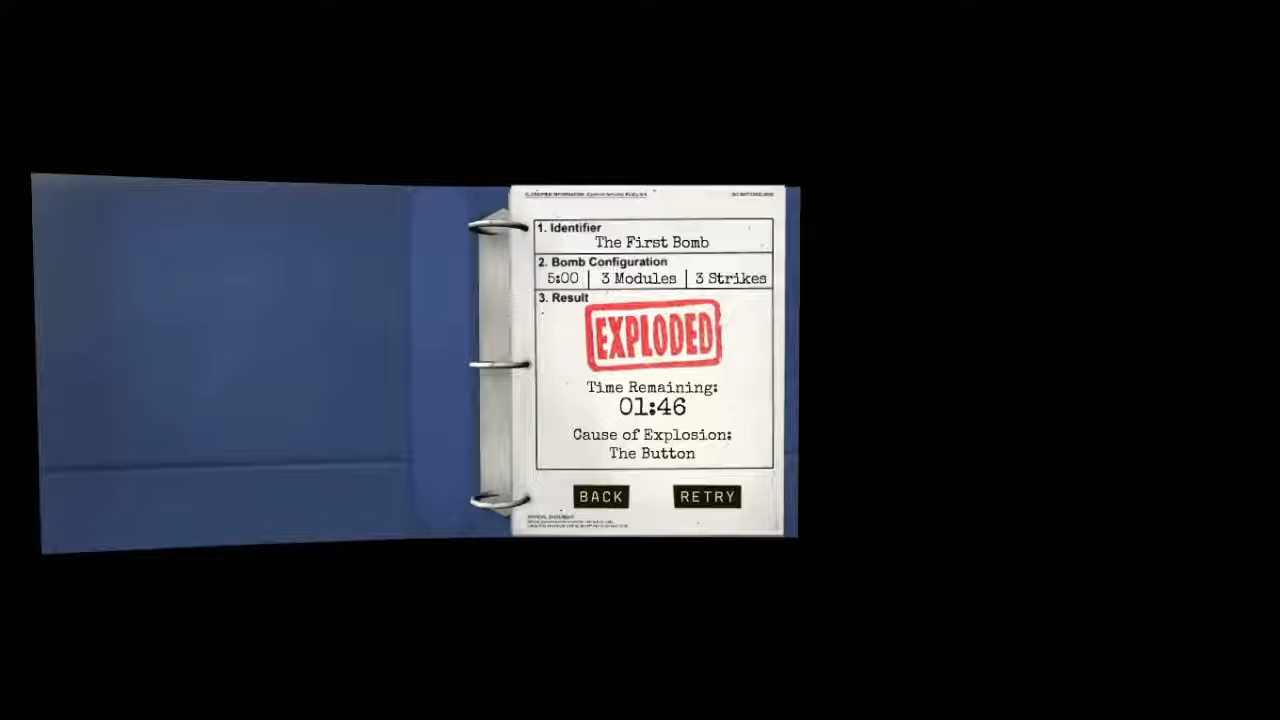 1. Identifier
The First Bomb
2. Bomb Configuration
5:00 | 3 Modules | 3 Strikes
3. Result
EXPLODED
Time Remaining:
01:46
Cause of Explosion:
The Button
BACK RETRY